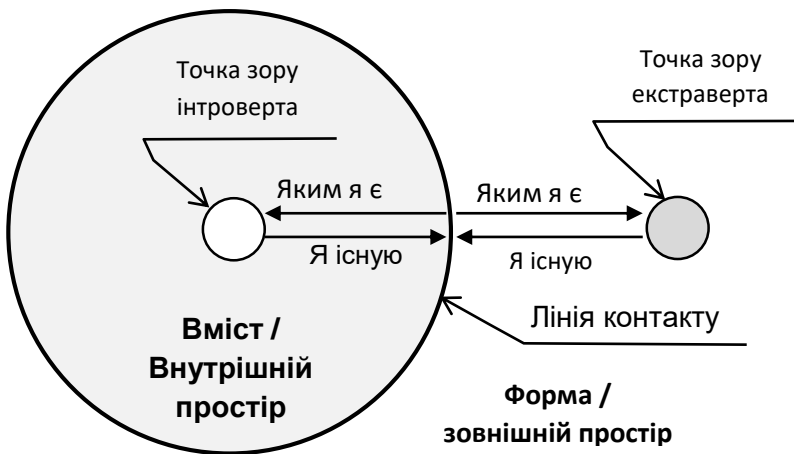 Точка зору
інтроверта
Точка зору
екстраверта
Яким я є
Яким я є
Я існую
Я існую
Лінія контакту
Вміст /
Внутрішній
простір
Форма /
зовнішній простір